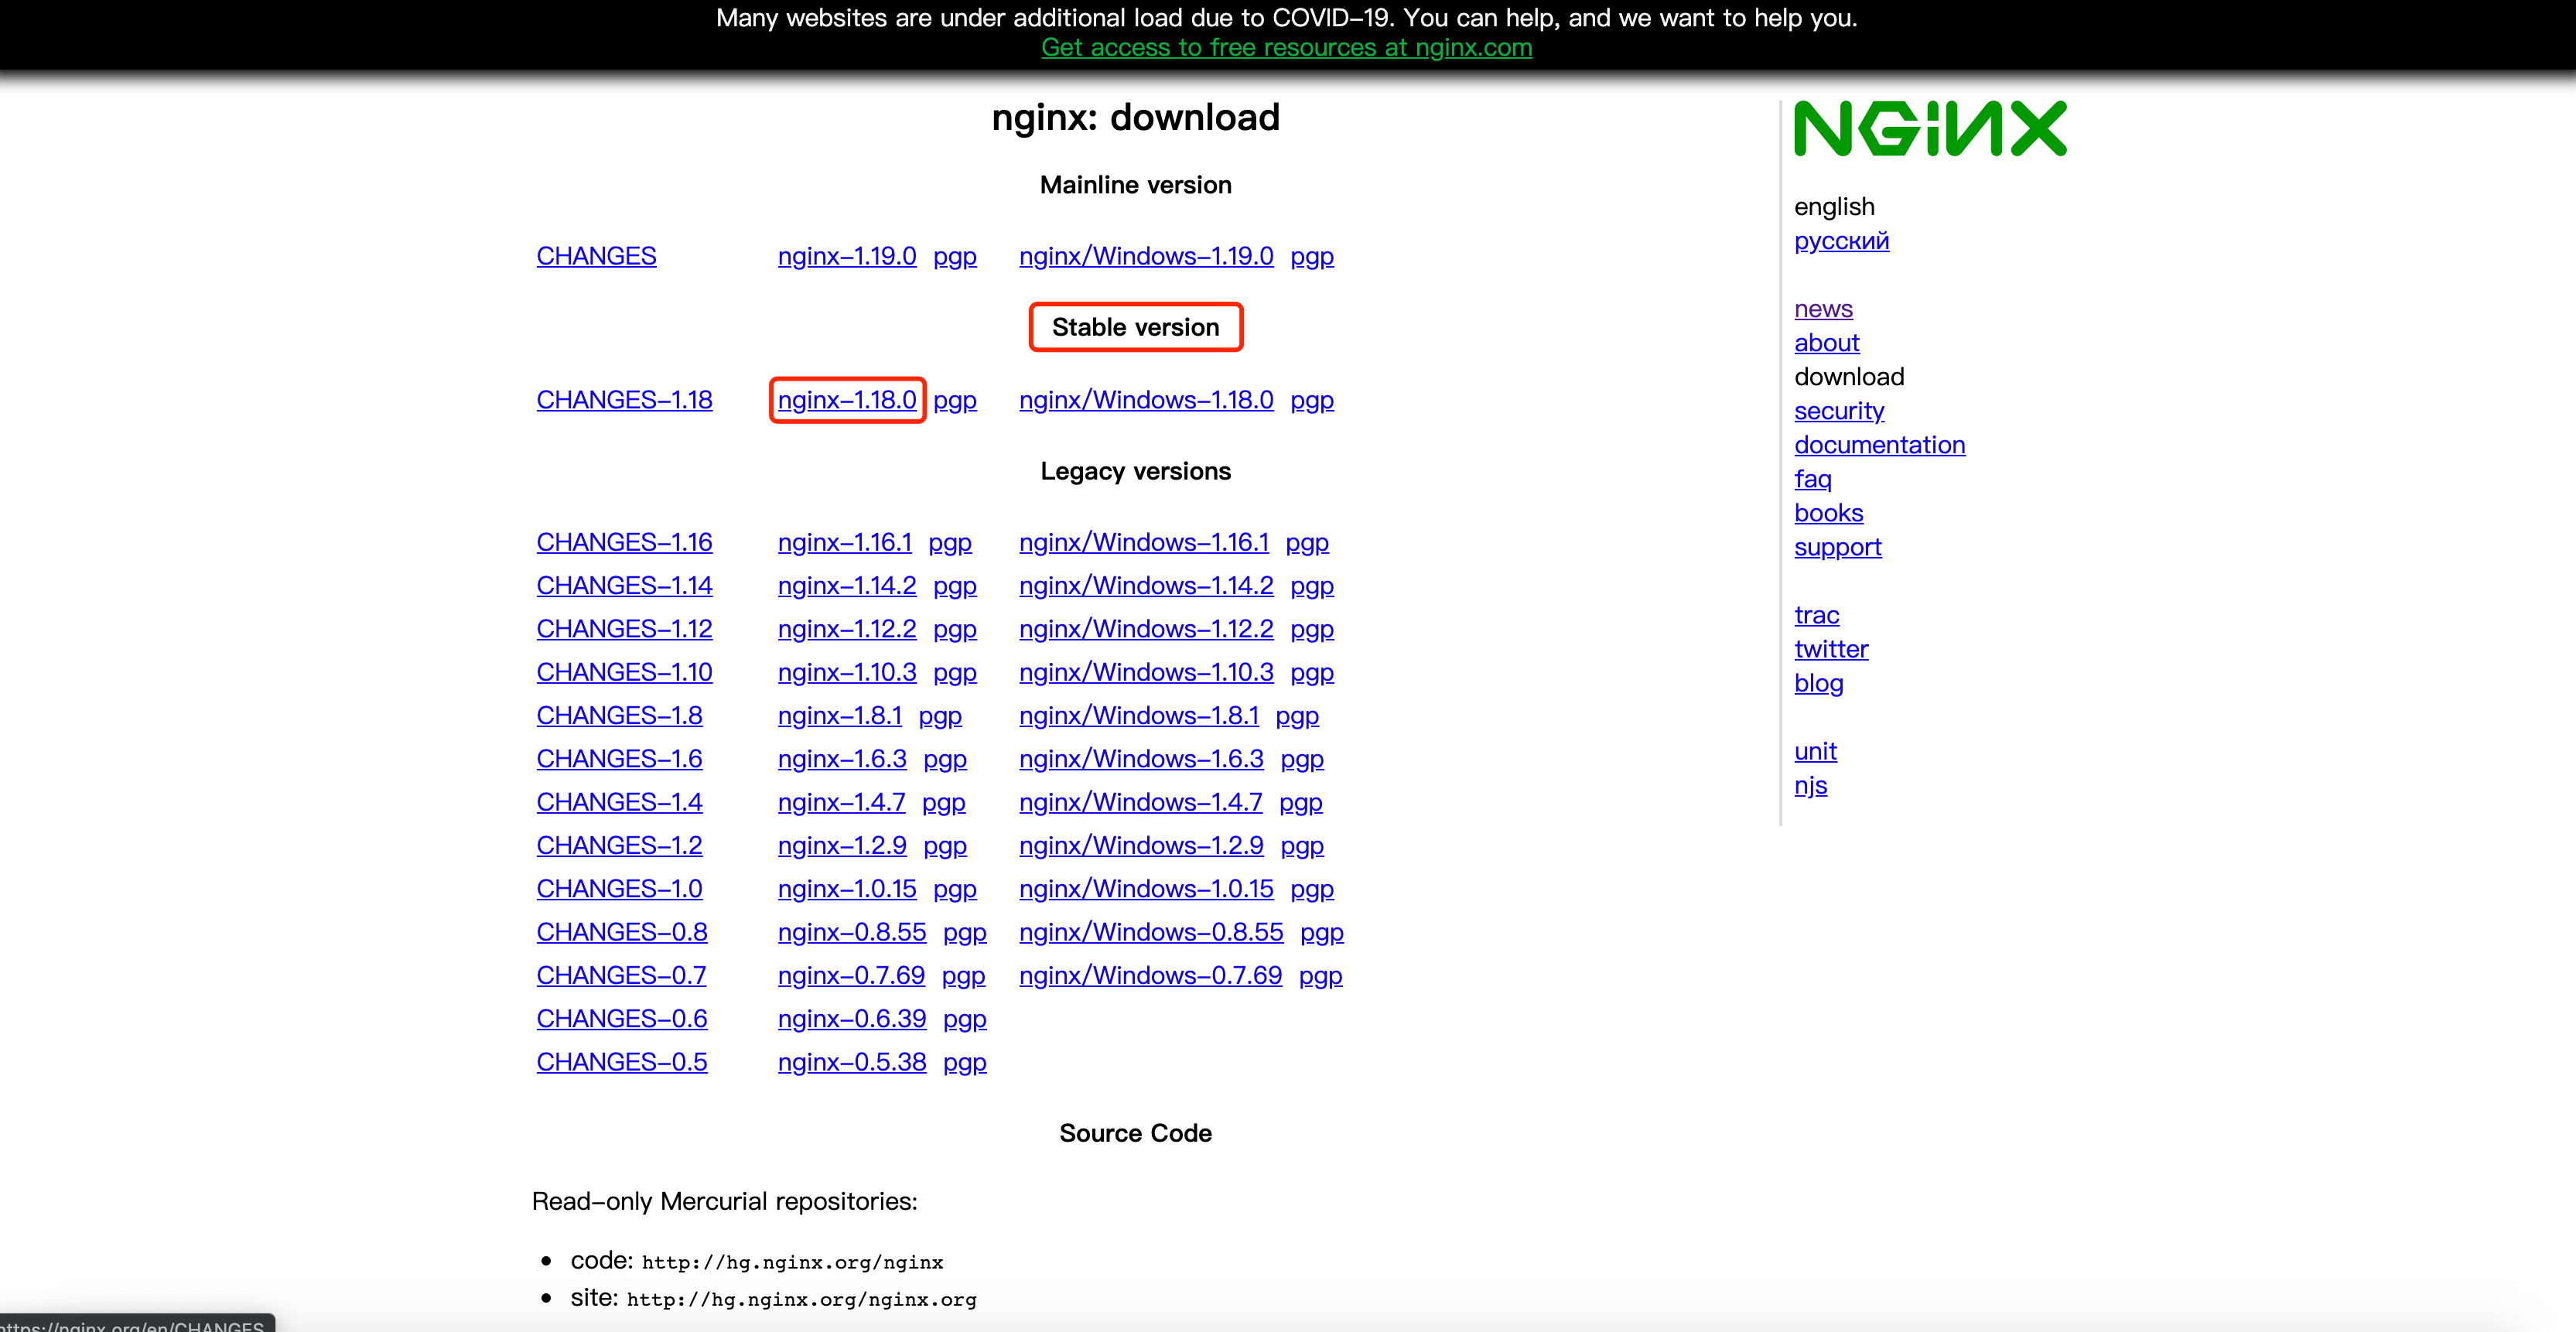 Many websites are under additional load due to COVID-19. You can help, and we want to help you.
Get access to free resources at nginx.com
nginx: download
Mainline version
CHANGES nginx-1.19.0 pgp nginx/Windows-1.19.0 pgp
Stable version
CHANGES-1.18 nginx-1.18.0 pgp nginx/Windows-1.18.0 pgp
Legacy versions
CHANGES-1.16 nginx-1.16.1 pgp nginx/Windows-1.16.1 pgp
CHANGES-1.14 nginx-1.14.2 pgp nginx/Windows-1.14.2 pgp
CHANGES-1.12 nginx-1.12.2 pgp nginx/Windows-1.12.2 pgp
CHANGES-1.10 nginx-1.10.3 pgp nginx/Windows-1.10.3 pgp
CHANGES-1.8 nginx-1.8.1 pgp nginx/Windows-1.8.1 pgp
CHANGES-1.6 nginx-1.6.3 pgp nginx/Windows-1.6.3 pgp
CHANGES-1.4 nginx-1.4.7 pgp nginx/Windows-1.4.7 pgp
CHANGES-1.2 nginx-1.2.9 pgp nginx/Windows-1.2.9 pgp
CHANGES-1.0 nginx-1.0.15 pgp nginx/Windows-1.0.15 pgp
CHANGES-0.8 nginx-0.8.55 pgp nginx/Windows-0.8.55 pgp
CHANGES-0.7 nginx-0.7.69 pgp nginx/Windows-0.7.69 pgp
CHANGES-0.6 nginx-0.6.39 pgp
CHANGES-0.5 nginx-0.5.38 pgp
Source Code
Read-only Mercurial repositories:
• code: http://hg.nginx.org/nginx
• site: http://hg.nginx.org/nginx.org
NGINX
english
русский
news
about
download
security
documentation
faq
books
support
trac
twitter
blog
unit
njs
https://nginx.org/en/CHANGES